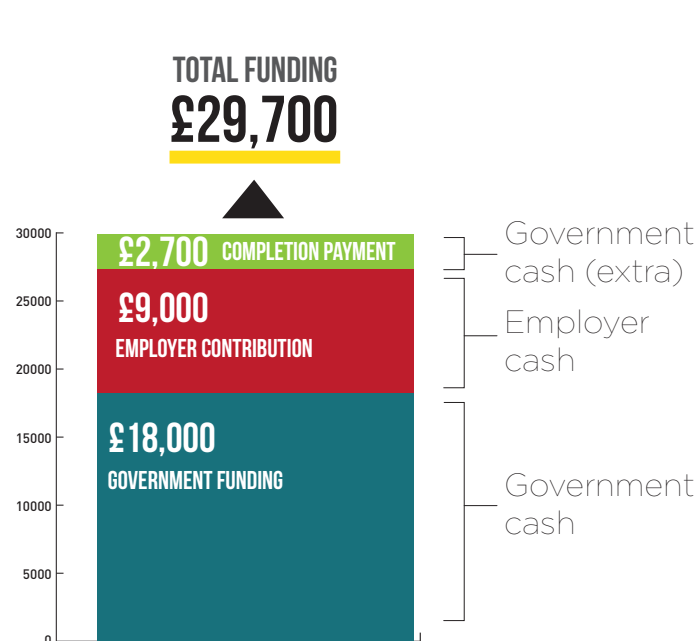 TOTAL FUNDING
£29,700
30000
25000
20000
15000
10000
5000
0
£2,700 COMPLETION PAYMENT
£9,000
EMPLOYER CONTRIBUTION
£18,000
GOVERNMENT FUNDING
Government
cash (extra)
Employer
cash
Government
cash